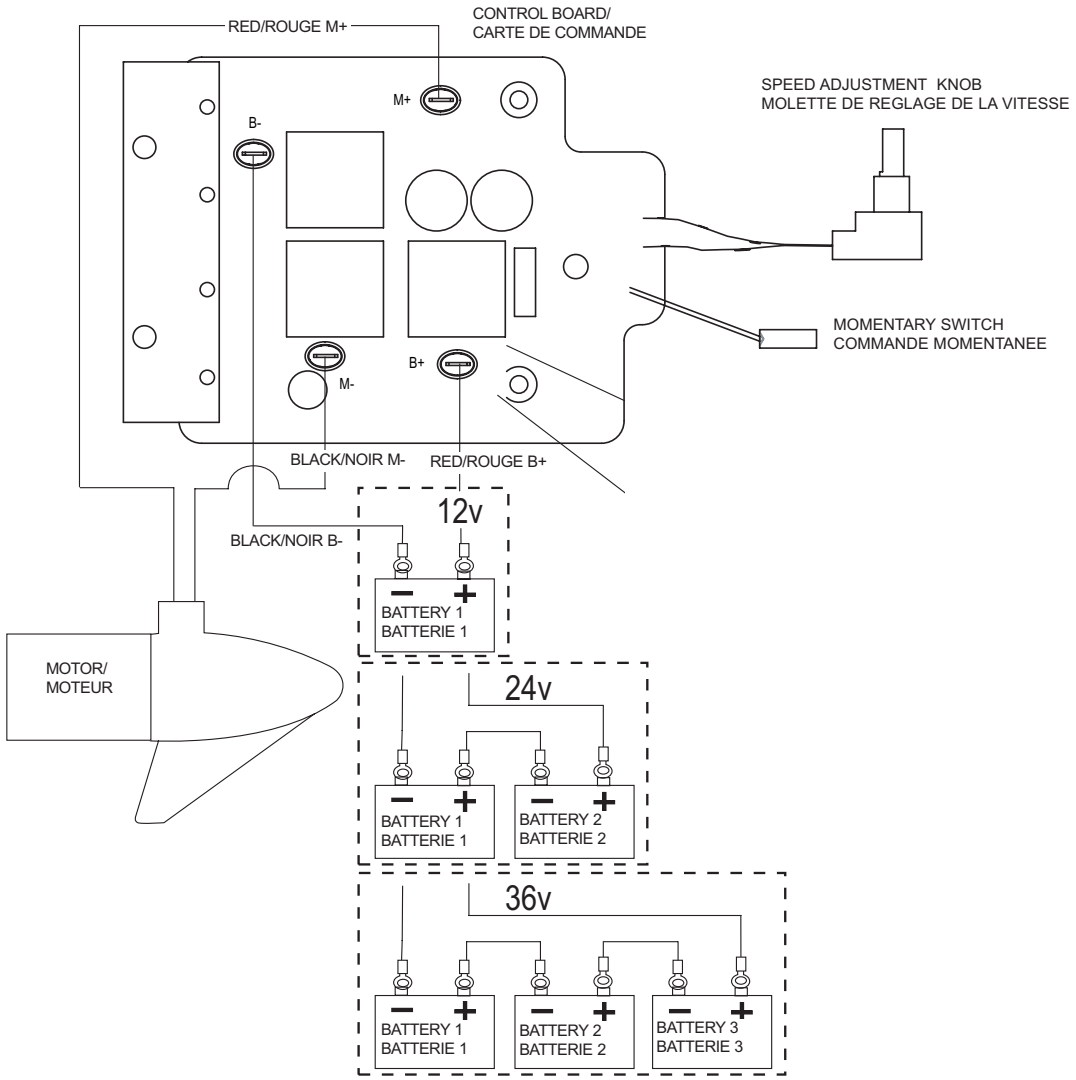 CONTROL BOARD/
CARTE DE COMMANDE
RED/ROUGE M+
SPEED ADJUSTMENT KNOB
MOLETTE DE REGLAGE DE LA VITESSE
M+
B-
MOMENTARY SWITCH
COMMANDE MOMENTANEE
B+
M-
BLACK/NOIR M-
RED/ROUGE B+
12v
BLACK/NOIR B-
BATTERY 1
BATTERIE 1
MOTOR/
MOTEUR
24v
BATTERY 1
BATTERIE 1
BATTERY 2
BATTERIE 2
36v
BATTERY 1
BATTERIE 1
BATTERY 2
BATTERIE 2
BATTERY 3
BATTERIE 3